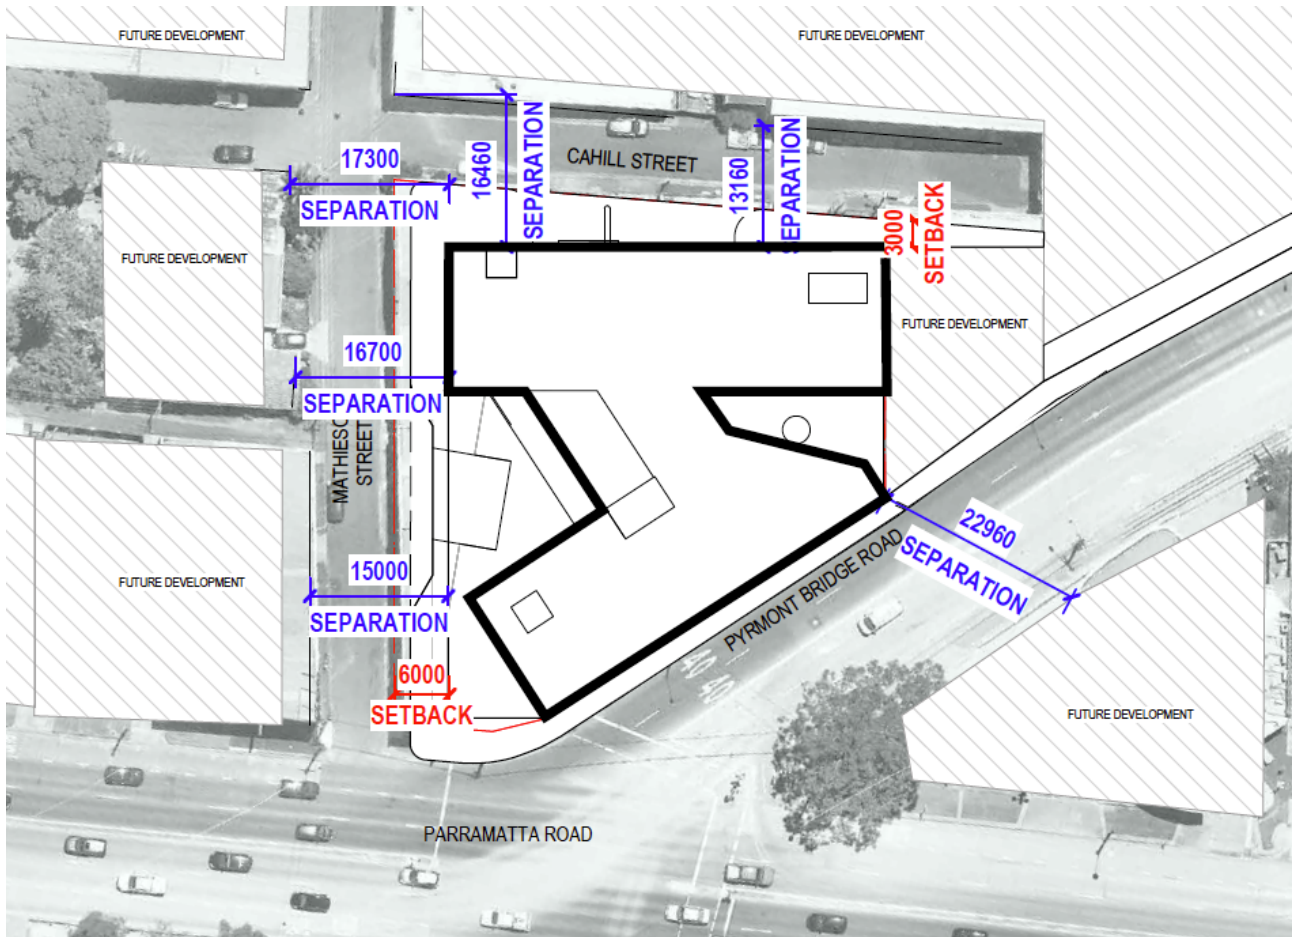 FUTURE DEVELOPMENT
FUTURE DEVELOPMENT
17300
SEPARATION
16460
SEPARATION
CAHILL STREET
13160
SEPARATION
3000
SETBACK
FUTURE DEVELOPMENT
FUTURE DEVELOPMENT
16700
SEPARATION
STREET
22960
SEPARATION
PYRMONT BRIDGE ROAD
FUTURE DEVELOPMENT
15000
SEPARATION
40
40
6000
SETBACK
FUTURE DEVELOPMENT
PARRAMATTA ROAD